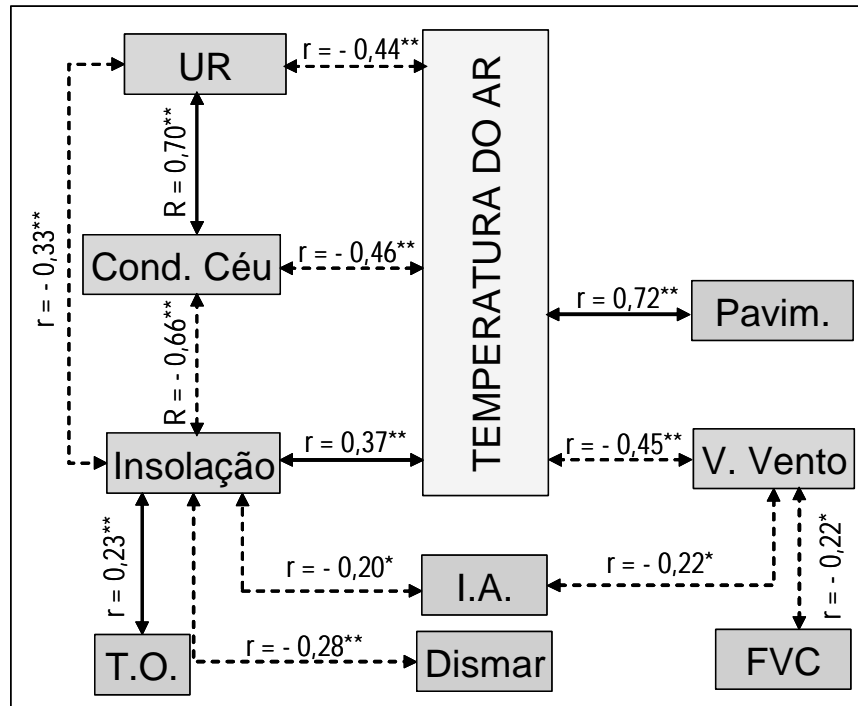 UR
r = - 0,44**
TEMPERATURA DO AR
R = 0,70**
r = - 0,33**
Cond. Céu
r = - 0,46**
r = 0,72**
Pavim.
R = - 0,66**
Insolação
r = 0,37**
r = - 0,45**
V. Vento
r = 0,23**
r = - 0,20*
I.A.
r = - 0,22*
r = - 0,22*
T.O.
r = - 0,28**
Dismar
FVC